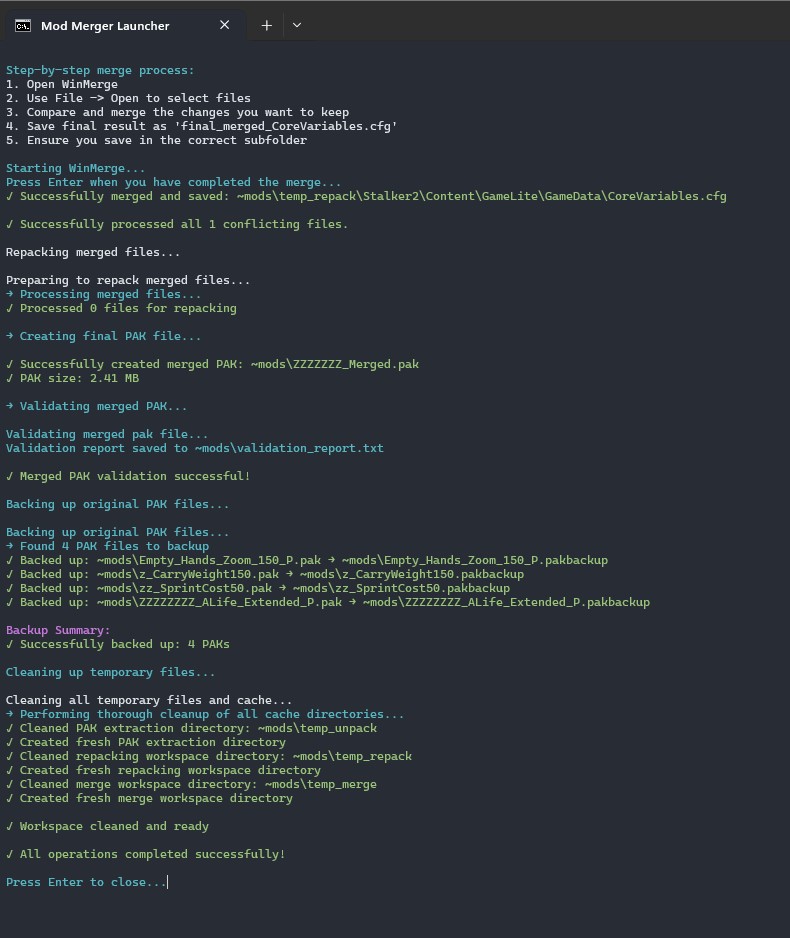 Mod Merger Launcher
Step-by-step merge process:
1. Open WinMerge
2. Use File -> Open to select files
3. Compare and merge the changes you want to keep
4. Save final result as 'final_merged_CoreVariables.cfg'
5. Ensure you save in the correct subfolder
Starting WinMerge...
Press Enter when you have completed the merge...
✓ Successfully merged and saved: ~mods\temp_repack\Stalker2\Content\GameLite\GameData\CoreVariables.cfg
✓ Successfully processed all 1 conflicting files.
Repacking merged files...
Preparing to repack merged files...
→ Processing merged files...
✓ Processed 0 files for repacking
→ Creating final PAK file...
✓ Successfully created merged PAK: ~mods\ZZZZZZZ_Merged.pak
✓ PAK size: 2.41 MB
→ Validating merged PAK...
Validating merged pak file...
Validation report saved to ~mods\validation_report.txt
✓ Merged PAK validation successful!
Backing up original PAK files...
Backing up original PAK files...
→ Found 4 PAK files to backup
✓ Backed up: ~mods\Empty_Hands_Zoom_150_P.pak → ~mods\Empty_Hands_Zoom_150_P.pakbackup
✓ Backed up: ~mods\z_CarryWeight150.pak → ~mods\z_CarryWeight150.pakbackup
✓ Backed up: ~mods\zz_SprintCost50.pak → ~mods\zz_SprintCost50.pakbackup
✓ Backed up: ~mods\ZZZZZZZZ_ALife_Extended_P.pak → ~mods\ZZZZZZZZ_ALife_Extended_P.pakbackup
Backup Summary:
✓ Successfully backed up: 4 PAKs
Cleaning up temporary files...
Cleaning all temporary files and cache...
→ Performing thorough cleanup of all cache directories...
✓ Cleaned PAK extraction directory: ~mods\temp_unpack
✓ Created fresh PAK extraction directory
✓ Cleaned repacking workspace directory: ~mods\temp_repack
✓ Created fresh repacking workspace directory
✓ Cleaned merge workspace directory: ~mods\temp_merge
✓ Created fresh merge workspace directory
✓ Workspace cleaned and ready
✓ All operations completed successfully!
Press Enter to close...